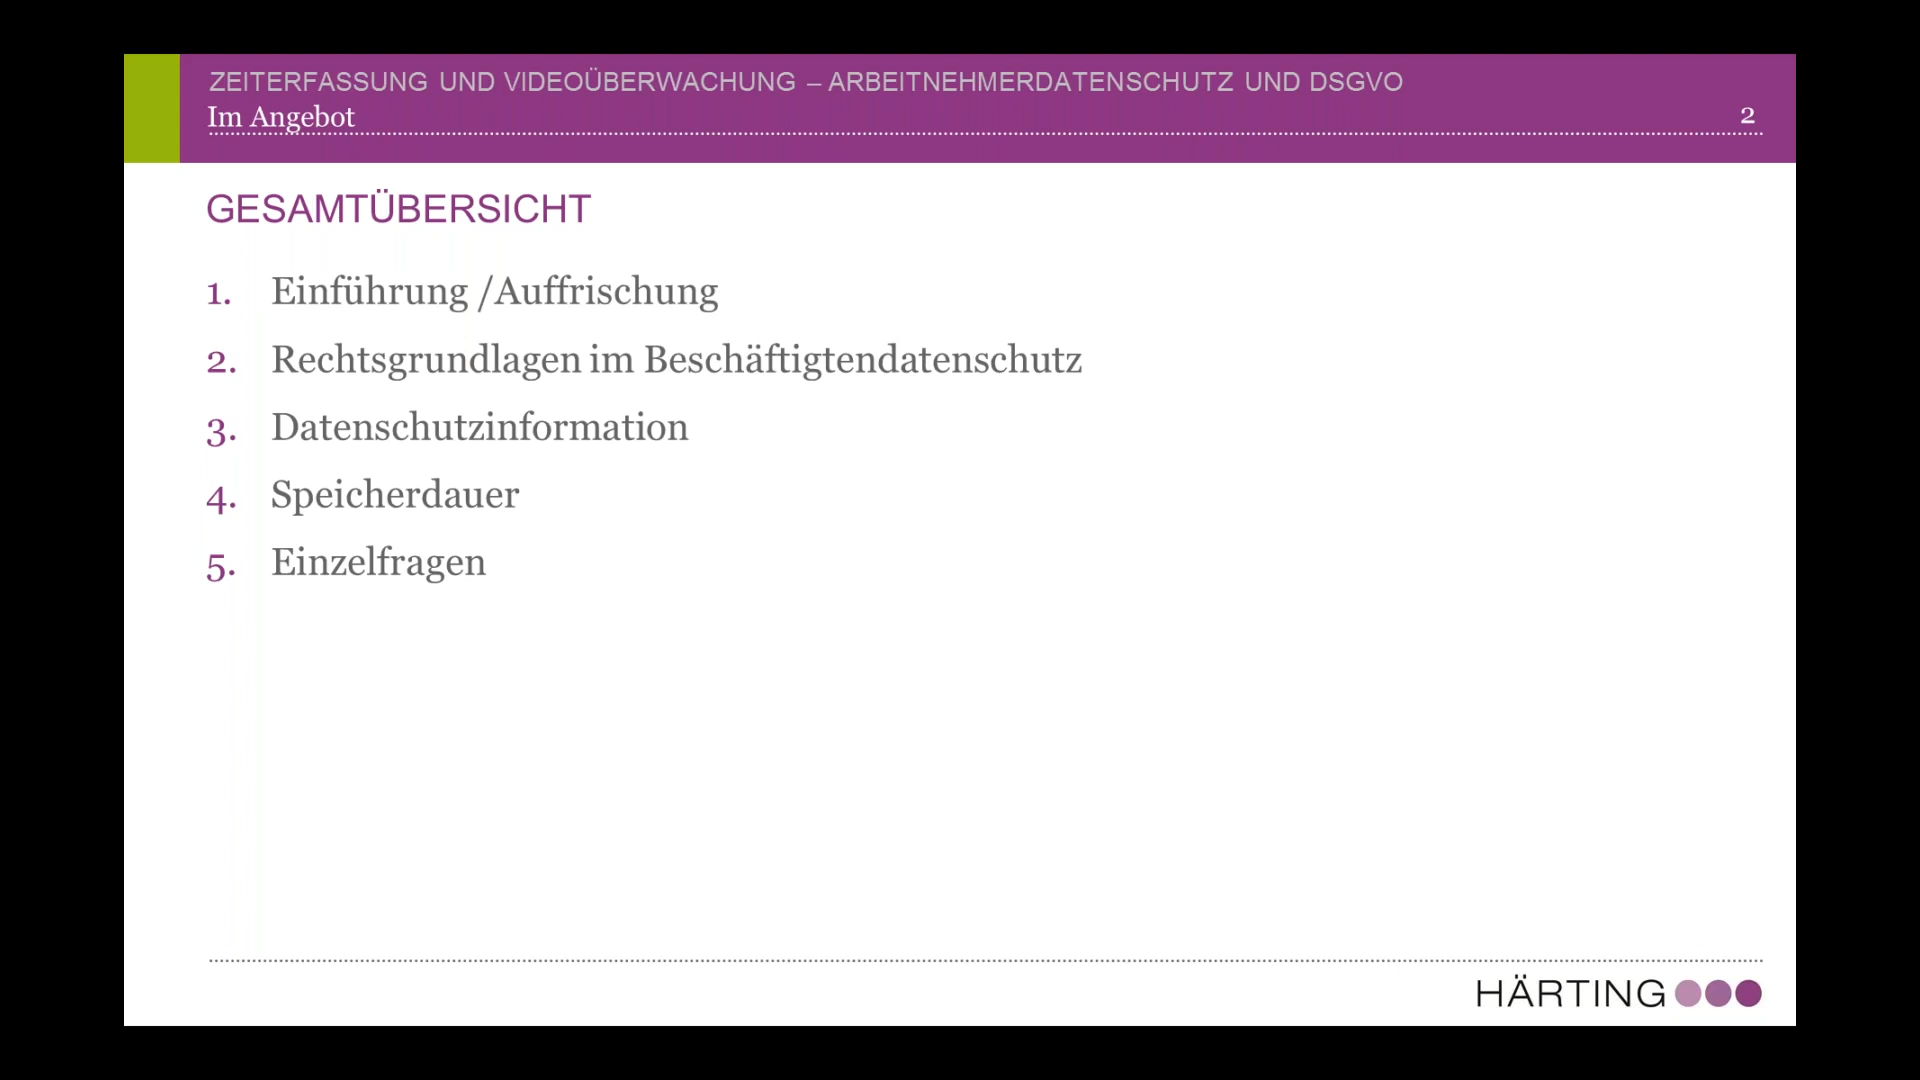 ZEITERFASSUNG UND VIDEOÜBERWACHUNG – ARBEITNEHMERDATENSCHUTZ UND DSGVO
Im Angebot 2
GESAMTÜBERSICHT
1. Einführung /Auffrischung
2. Rechtsgrundlagen im Beschäftigtendatenschutz
3. Datenschutzinformation
4. Speicherdauer
5. Einzelfragen
HÄRTING